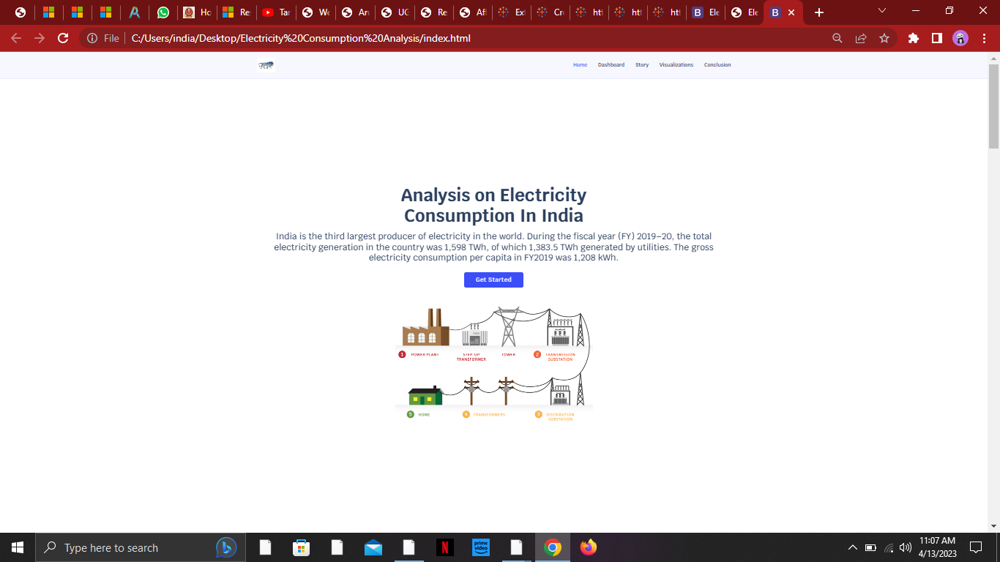 Ho
Re
Tar
We
Aru
UG
Re
Aff
Ext
Cr
htt
htt
htt
Ele
Ele
File
C:/Users/india/Desktop/Electricity%20Consumption%20Analysis/index.html
Home Dashboard Story Visualizations Conclusion
Analysis on Electricity
Consumption In India
India is the third largest producer of electricity in the world. During the fiscal year (FY) 2019–20, the total
electricity generation in the country was 1,598 TWh, of which 1,383.5 TWh generated by utilities. The gross
electricity consumption per capita in FY2019 was 1,208 kWh.
Get Started
1 POWER PLANT
STEP UP
TRANSFORMER
TOWER
2 TRANSMISSION
SUBSTATION
5 HOME
4 TRANSFORMERS
3 DISTRIBUTION
SUBSTATION
Type here to search
prime
video
11:07 AM
4/13/2023